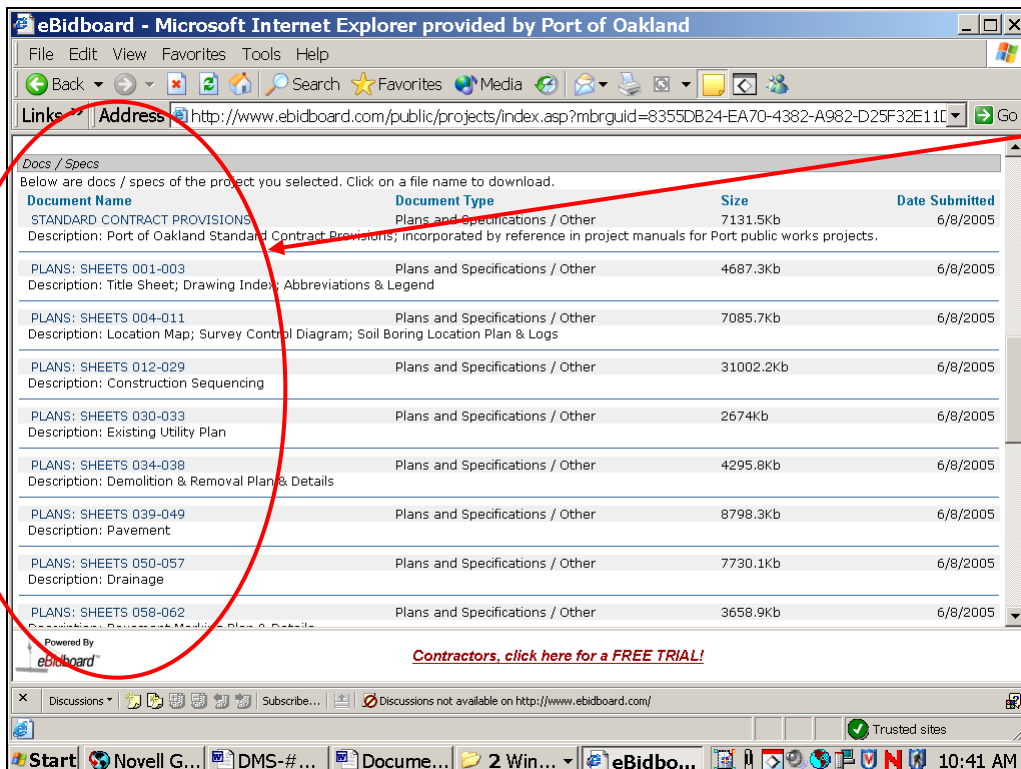 eBidboard - Microsoft Internet Explorer provided by Port of Oakland
File Edit View Favorites Tools Help
Back Search Favorites Media
Links » Address http://www.ebidboard.com/public/projects/index.asp?mbrguid=8355DB24-EA70-4382-A982-D25F32E11D Go
Docs / Specs
Below are docs / specs of the project you selected. Click on a file name to download.
Document Name Document Type Size Date Submitted
STANDARD CONTRACT PROVISIONS Plans and Specifications / Other 7131.5Kb 6/8/2005
Description: Port of Oakland Standard Contract Provisions; incorporated by reference in project manuals for Port public works projects.
PLANS: SHEETS 001-003 Plans and Specifications / Other 4687.3Kb 6/8/2005
Description: Title Sheet; Drawing Index; Abbreviations & Legend
PLANS: SHEETS 004-011 Plans and Specifications / Other 7085.7Kb 6/8/2005
Description: Location Map; Survey Control Diagram; Soil Boring Location Plan & Logs
PLANS: SHEETS 012-029 Plans and Specifications / Other 31002.2Kb 6/8/2005
Description: Construction Sequencing
PLANS: SHEETS 030-033 Plans and Specifications / Other 2674Kb 6/8/2005
Description: Existing Utility Plan
PLANS: SHEETS 034-038 Plans and Specifications / Other 4295.8Kb 6/8/2005
Description: Demolition & Removal Plan & Details
PLANS: SHEETS 039-049 Plans and Specifications / Other 8798.3Kb 6/8/2005
Description: Pavement
PLANS: SHEETS 050-057 Plans and Specifications / Other 7730.1Kb 6/8/2005
Description: Drainage
PLANS: SHEETS 058-062 Plans and Specifications / Other 3658.9Kb 6/8/2005
Description: Pavement Marking Plan & Details
Powered By
eBidboard™
Contractors, click here for a FREE TRIAL!
Discussions Subscribe... Discussions not available on http://www.ebidboard.com/
Trusted sites
Start Novell G... DMS-#... Docume... 2 Win... eBidbo... 10:41 AM